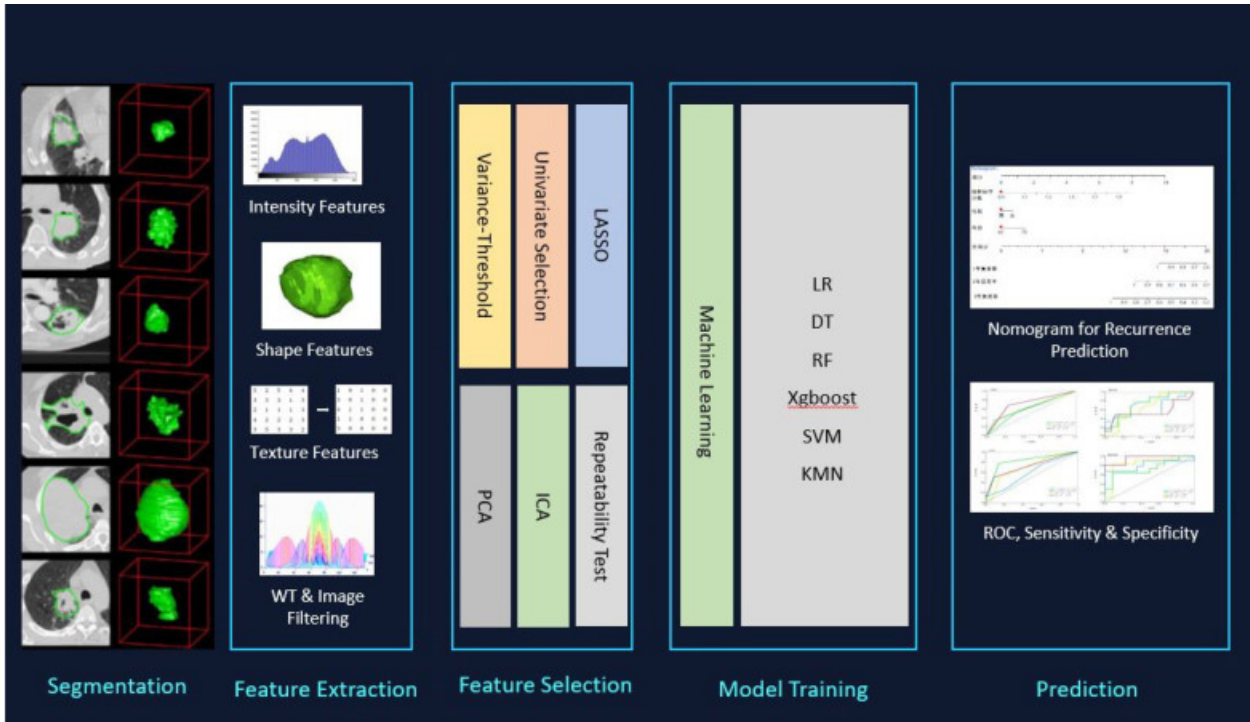 Intensity Features
Shape Features
Texture Features
WT & Image
Filtering
Variance-Threshold
Univariate Selection
LASSO
PCA
ICA
Repeatability Test
Machine Learning
LR
DT
RF
Xgboost
SVM
KMN
Nomogram for Recurrence
Prediction
ROC, Sensitivity & Specificity
Segmentation
Feature Extraction
Feature Selection
Model Training
Prediction